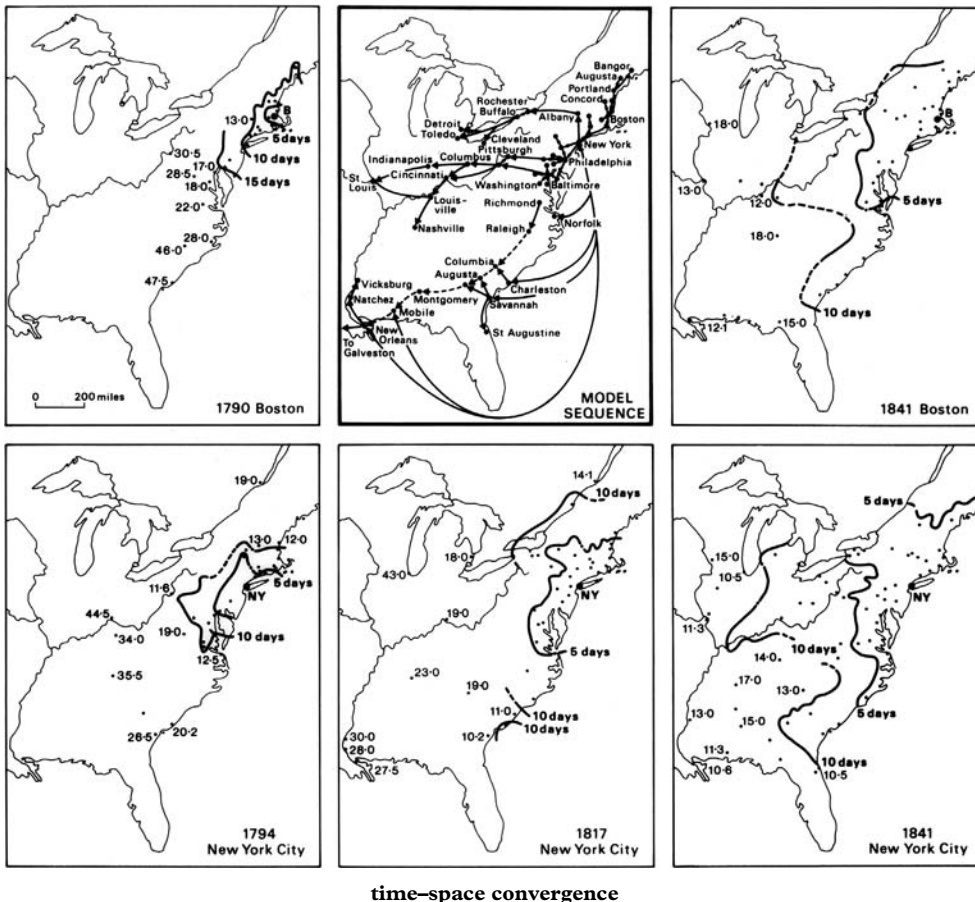 B
13·0
5 days
10 days
30·5
17·0
28·5
15 days
18·0
22·0
28·0
46·0
47·5
0 200 miles
1790 Boston
Bangor
Augusta
Portland
Concord
Rochester
Buffalo
Albany
Boston
Detroit
Toledo
Cleveland
Pittsburgh
New York
Indianapolis
Columbus
Philadelphia
St
Louis
Cincinnati
Washington
Baltimore
Louis-
ville
Richmond
Norfolk
Nashville
Raleigh
Columbia
Augusta
Vicksburg
Natchez
Montgomery
Charleston
Savannah
Mobile
New
Orleans
St Augustine
To
Galveston
MODEL
SEQUENCE
18·0
B
13·0
12·0
5 days
18·0
10 days
12·1
15·0
1841 Boston
19·0
13·0
12·0
5 days
11·6
NY
44·5
34·0
19·0
10 days
12·5
35·5
26·5
20·2
1794
New York City
14·1
10 days
18·0
43·0
NY
19·0
5 days
23·0
19·0
10 days
11·0
10 days
10·2
30·0
28·0
27·5
1817
New York City
5 days
15·0
10·5
NY
11·3
10 days
14·0
17·0
13·0
5 days
13·0
15·0
11·3
10 days
10·6
10·5
1841
New York City
time–space convergence